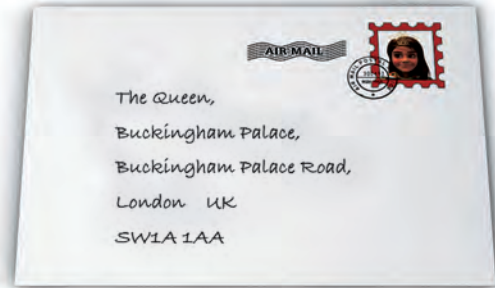 AIR MAIL
The Queen,
Buckingham Palace,
Buckingham Palace Road,
London UK
SW1A 1AA